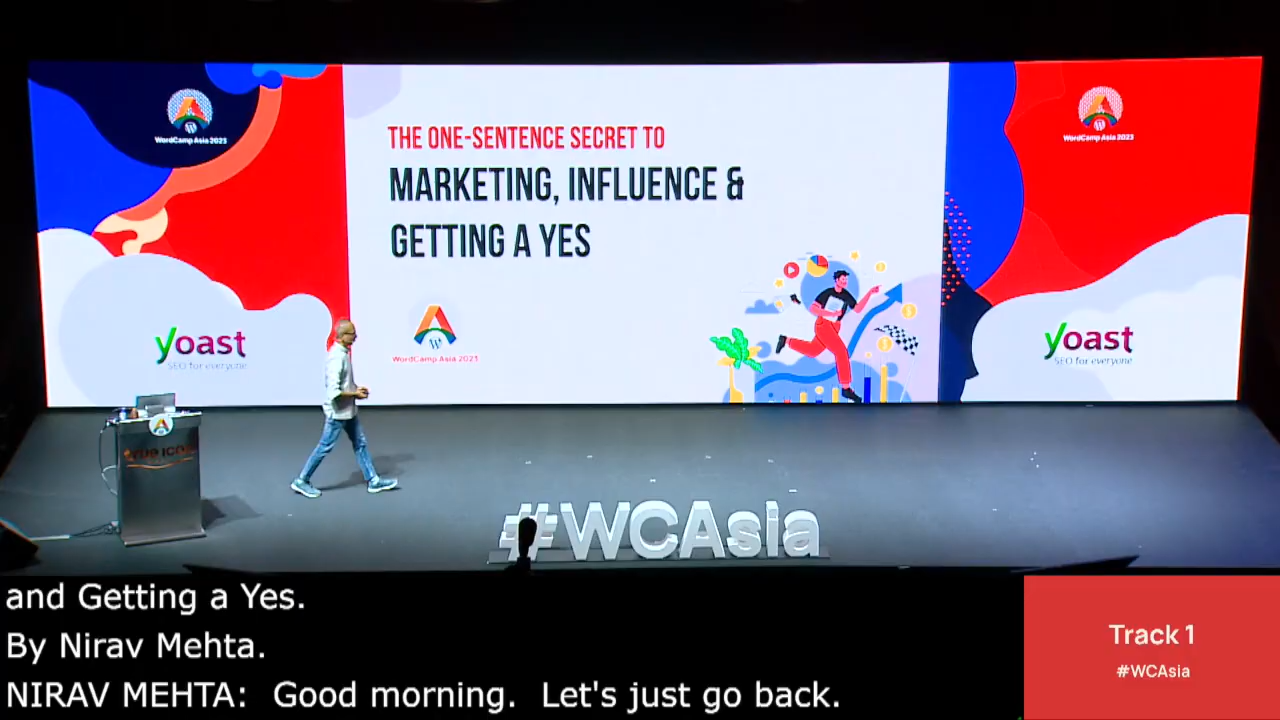 WordCamp Asia 2023
THE ONE-SENTENCE SECRET TO
MARKETING, INFLUENCE &
GETTING A YES
WordCamp Asia 2023
yoast
SEO for everyone
WordCamp Asia 2023
yoast
SEO for everyone
#WCAsia
and Getting a Yes.
By Nirav Mehta.
NIRAV MEHTA:  Good morning.  Let's just go back.
Track 1
#WCAsia